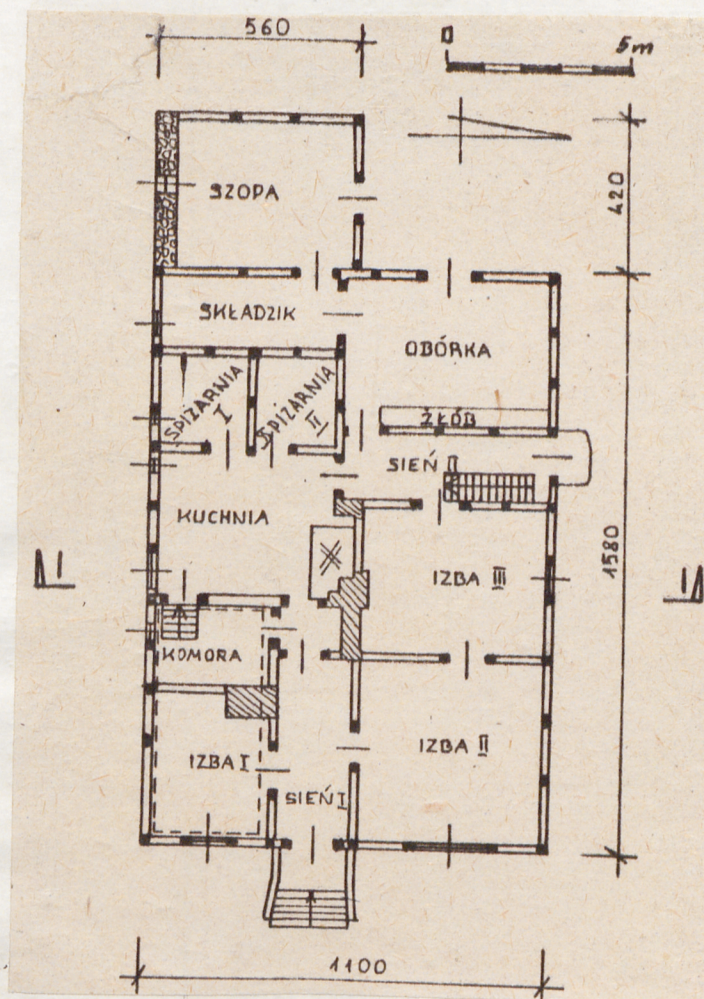 560
0 5m
SZOPA
420
SKŁADZIK
OBÓRKA
SPIŻARNIA I
SPIŻARNIA II
ŻŁÓB
SIEŃ II
KUCHNIA
1580
IZBA III
I
I
KOMORA
IZBA II
IZBA I
SIEŃ I
1100